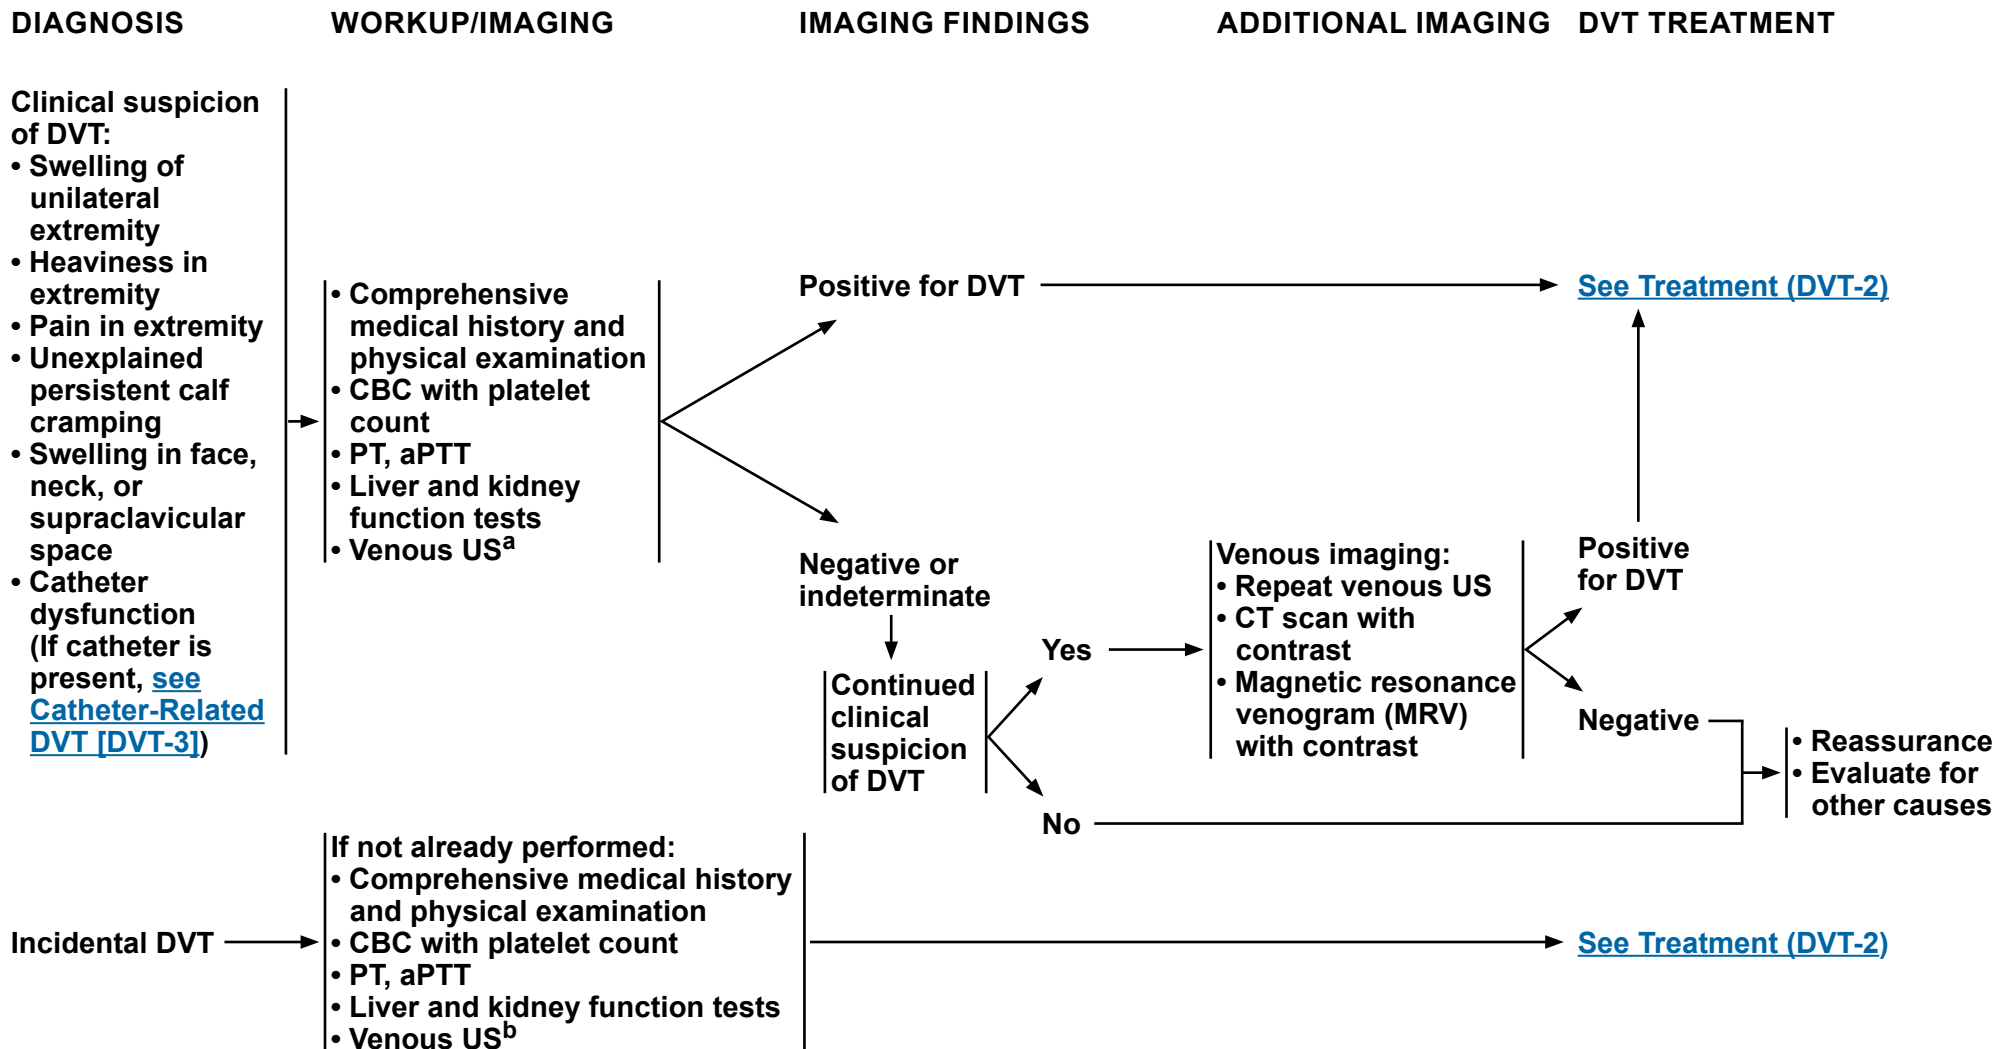 DIAGNOSIS WORKUP/IMAGING IMAGING FINDINGS ADDITIONAL IMAGING DVT TREATMENT
Clinical suspicion
of DVT:
• Swelling of
unilateral
extremity
• Heaviness in
extremity
• Pain in extremity
• Unexplained
persistent calf
cramping
• Swelling in face,
neck, or
supraclavicular
space
• Catheter
dysfunction
(If catheter is
present, see
Catheter-Related
DVT [DVT-3])
• Comprehensive
medical history and
physical examination
• CBC with platelet
count
• PT, aPTT
• Liver and kidney
function tests
• Venous USa
Positive for DVT
See Treatment (DVT-2)
Negative or
indeterminate
Continued
clinical
suspicion
of DVT
Yes
No
Venous imaging:
• Repeat venous US
• CT scan with
contrast
• Magnetic resonance
venogram (MRV)
with contrast
Positive
for DVT
Negative
• Reassurance
• Evaluate for
other causes
Incidental DVT
If not already performed:
• Comprehensive medical history
and physical examination
• CBC with platelet count
• PT, aPTT
• Liver and kidney function tests
• Venous USb
See Treatment (DVT-2)